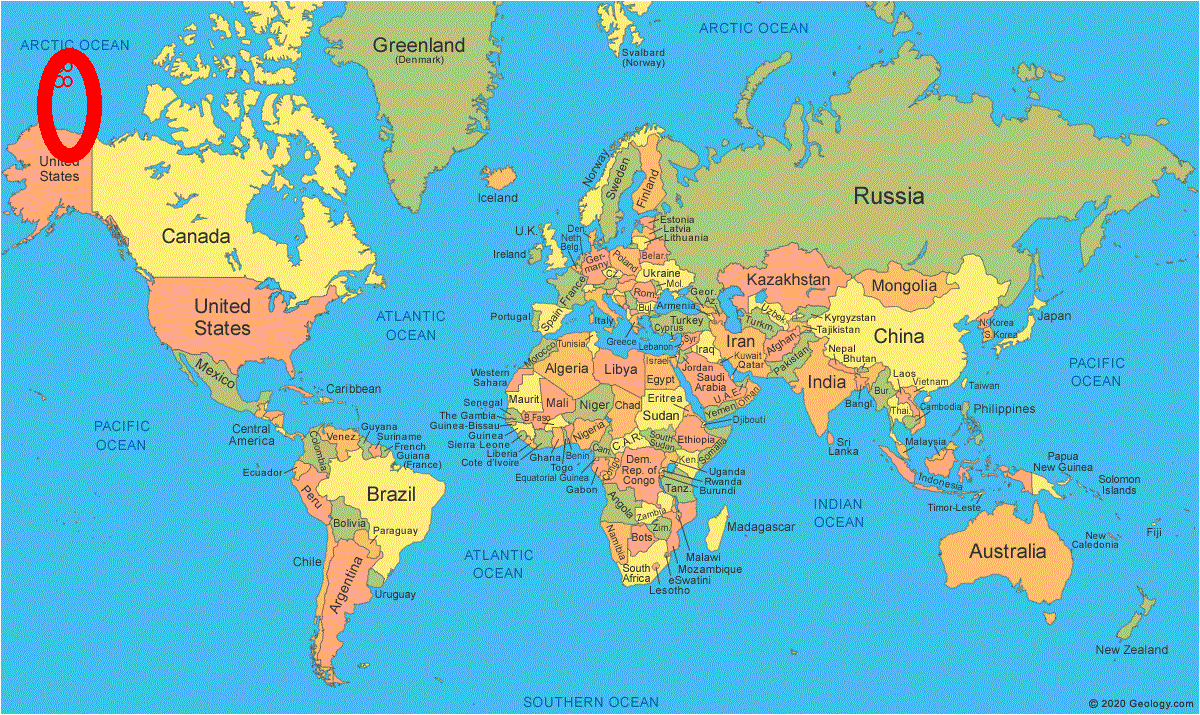 ARCTIC OCEAN
ARCTIC OCEAN
Greenland
(Denmark)
Svalbard
(Norway)
8
United
States
Canada
Iceland
Norway
Sweden
Finland
Russia
Estonia
Latvia
Lithuania
U.K.
Ireland
Den.
Neth.
Belg.
Ger-
many
Poland
Belar.
Cz.
Ukraine
Mol.
France
Rom.
Bul.
Spain
Portugal
Italy
Greece
Turkey
Cyprus
Lebanon
Israel
Geor.
Armenia
Az.
Kazakhstan
Mongolia
Uzbek.
Turkm.
Kyrgyzstan
Tajikistan
China
N. Korea
S. Korea
Japan
United
States
ATLANTIC
OCEAN
Mexico
Caribbean
Central
America
PACIFIC
OCEAN
Morocco
Tunisia
Algeria
Libya
Egypt
Western
Sahara
Maurit.
Mali
Niger
Chad
Sudan
Eritrea
Senegal
The Gambia
Guinea-Bissau
Guinea
Sierra Leone
Liberia
Cote d'Ivoire
B.Faso
Ghana
Togo
Benin
Nigeria
Equatorial Guinea
Gabon
Cam.
Congo
C.A.R.
South
Sudan
Ethiopia
Somalia
Djibouti
Syr.
Iraq
Jordan
Saudi
Arabia
Kuwait
Qatar
U.A.E.
Oman
Yemen
Iran
Afghan.
Pakistan
Nepal
Bhutan
India
Bangl.
Bur.
Laos
Vietnam
Thai.
Cambodia
Taiwan
Philippines
Malaysia
Sri
Lanka
PACIFIC
OCEAN
Guyana
Suriname
French
Guiana
(France)
Venez.
Colombia
Ecuador
Peru
Brazil
Bolivia
Paraguay
Chile
Argentina
Uruguay
Dem.
Rep. of
Congo
Ken.
Uganda
Rwanda
Burundi
Tanz.
Angola
Zambia
Zim.
Bots.
Namibia
South
Africa
Madagascar
Malawi
Mozambique
eSwatini
Lesotho
INDIAN
OCEAN
Indonesia
Timor-Leste
Papua
New Guinea
Solomon
Islands
Fiji
New
Caledonia
Australia
New Zealand
ATLANTIC
OCEAN
SOUTHERN OCEAN
© 2020 Geology.com